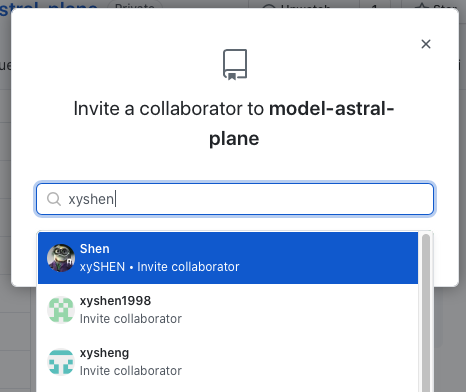 stral-plane Private Unwatch 1 Star
Invite a collaborator to model-astral-
plane
xyshen
Shen
xySHEN • Invite collaborator
xyshen1998
Invite collaborator
xysheng
Invite collaborator